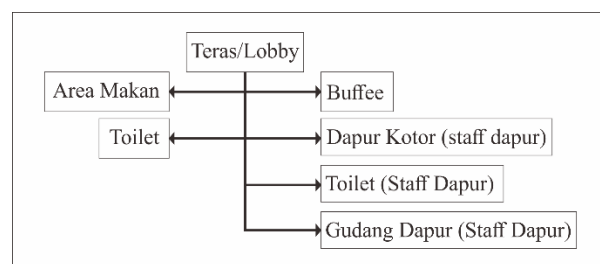 Teras/Lobby
Area Makan
Buffee
Toilet
Dapur Kotor (staff dapur)
Toilet (Staff Dapur)
Gudang Dapur (Staff Dapur)